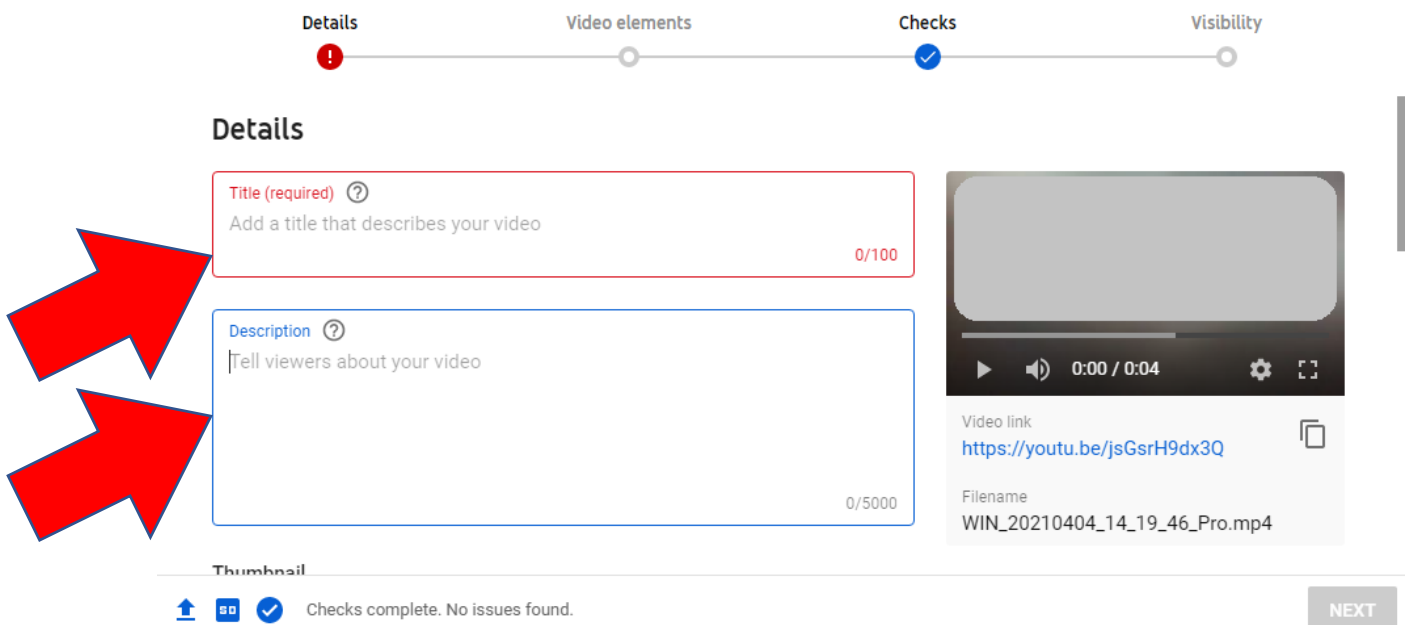 Details Video elements Checks Visibility
Details
Title (required)
Add a title that describes your video
0/100
Description
Tell viewers about your video
0/5000
0:00 / 0:04
Video link
https://youtu.be/jsGsrH9dx3Q
Filename
WIN_20210404_14_19_46_Pro.mp4
Thumbnail
SD Checks complete. No issues found.
NEXT